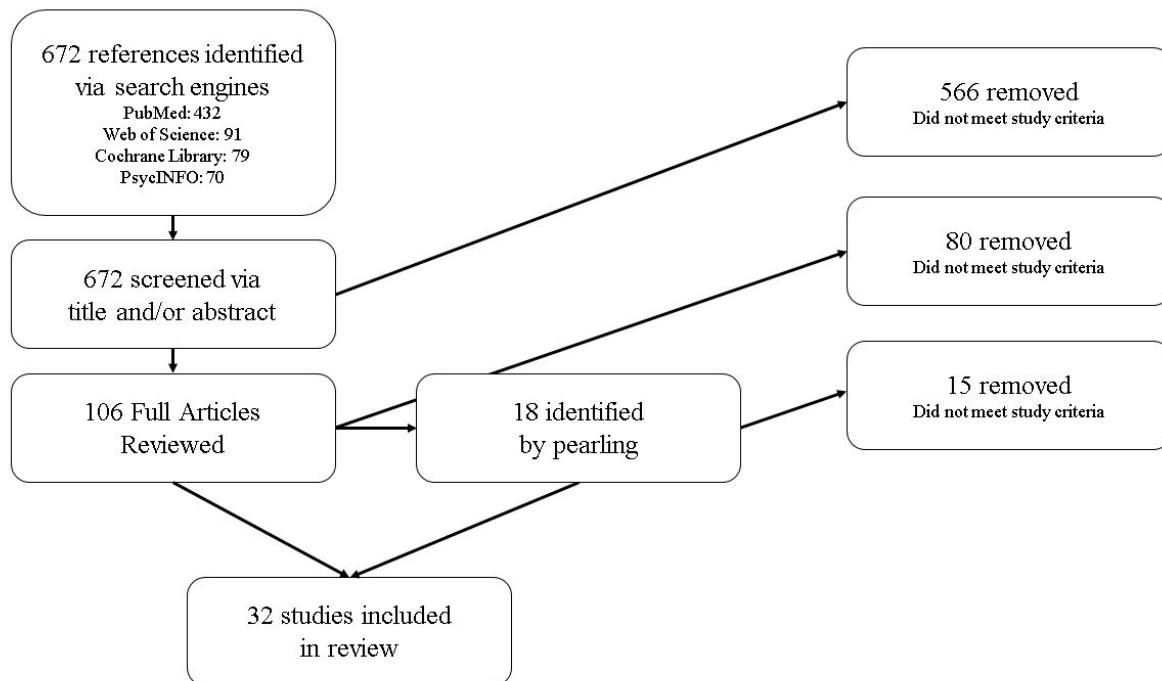 672 references identified
via search engines
PubMed: 432
Web of Science: 91
Cochrane Library: 79
PsycINFO: 70
566 removed
Did not meet study criteria
672 screened via
title and/or abstract
80 removed
Did not meet study criteria
106 Full Articles
Reviewed
18 identified
by pearling
15 removed
Did not meet study criteria
32 studies included
in review